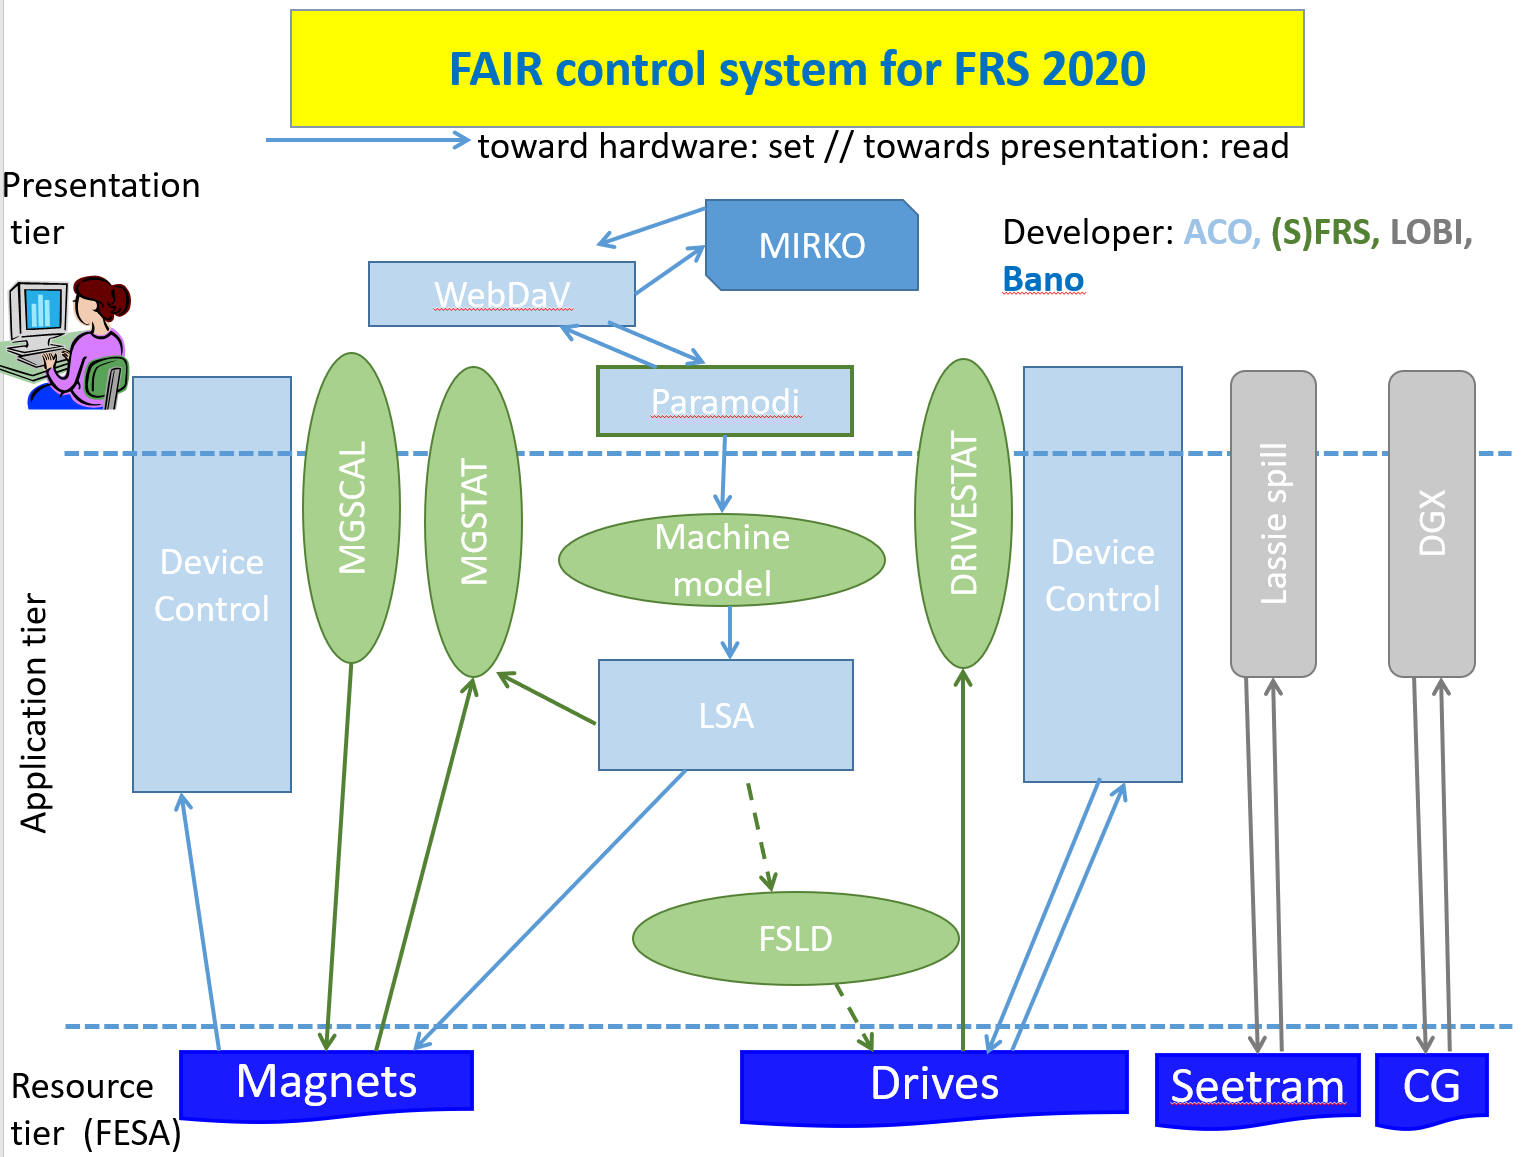 FAIR control system for FRS 2020
toward hardware: set // towards presentation: read
Presentation
tier
MIRKO
Developer: ACO, (S)FRS, LOBI,
Bano
WebDaV
Paramodi
MGSCAL
MGSTAT
DRIVESTAT
Lassie spill
DGX
Device
Control
Machine
model
Device
Control
Application tier
LSA
FSLD
Resource
tier (FESA)
Magnets
Drives
Seetram
CG